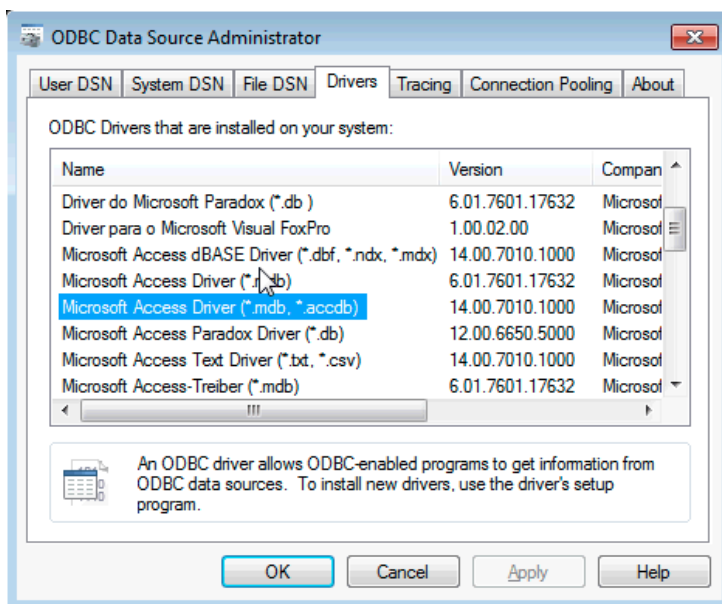 ODBC Data Source Administrator
User DSN System DSN File DSN Drivers Tracing Connection Pooling About
ODBC Drivers that are installed on your system:
Name Version Compan
Driver do Microsoft Paradox (*.db ) 6.01.7601.17632 Microsof
Driver para o Microsoft Visual FoxPro 1.00.02.00 Microsof
Microsoft Access dBASE Driver (*.dbf, *.ndx, *.mdx) 14.00.7010.1000 Microsof
Microsoft Access Driver (*.mdb) 6.01.7601.17632 Microsof
Microsoft Access Driver (*.mdb, *.accdb) 14.00.7010.1000 Microsof
Microsoft Access Paradox Driver (*.db) 12.00.6650.5000 Microsof
Microsoft Access Text Driver (*.txt, *.csv) 14.00.7010.1000 Microsof
Microsoft Access-Treiber (*.mdb) 6.01.7601.17632 Microsof
An ODBC driver allows ODBC-enabled programs to get information from
ODBC data sources. To install new drivers, use the driver's setup
program.
OK Cancel Apply Help